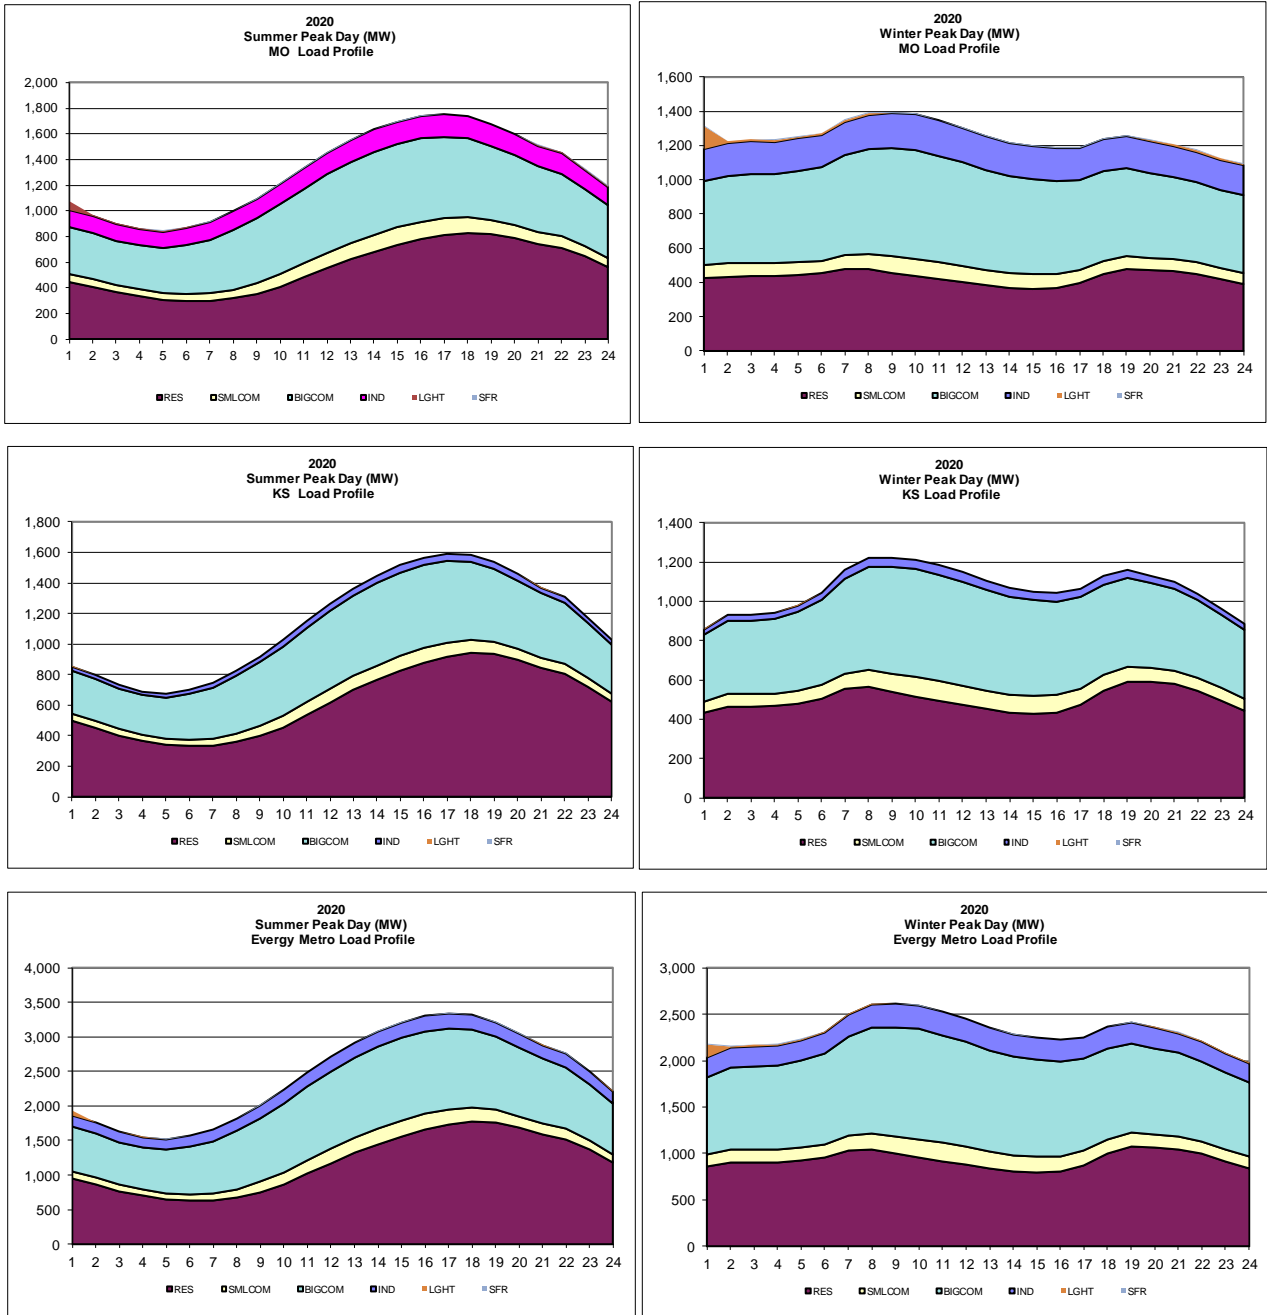 2020
Summer Peak Day (MW)
MO Load Profile
2,000
1,800
1,600
1,400
1,200
1,000
800
600
400
200
0
1 2 3 4 5 6 7 8 9 10 11 12 13 14 15 16 17 18 19 20 21 22 23 24
RES SMLCOM BIGCOM IND LGHT SFR
2020
Winter Peak Day (MW)
MO Load Profile
1,600
1,400
1,200
1,000
800
600
400
200
0
1 2 3 4 5 6 7 8 9 10 11 12 13 14 15 16 17 18 19 20 21 22 23 24
RES SMLCOM BIGCOM IND LGHT SFR
2020
Summer Peak Day (MW)
KS Load Profile
1,800
1,600
1,400
1,200
1,000
800
600
400
200
0
1 2 3 4 5 6 7 8 9 10 11 12 13 14 15 16 17 18 19 20 21 22 23 24
RES SMLCOM BIGCOM IND LGHT SFR
2020
Winter Peak Day (MW)
KS Load Profile
1,400
1,200
1,000
800
600
400
200
0
1 2 3 4 5 6 7 8 9 10 11 12 13 14 15 16 17 18 19 20 21 22 23 24
RES SMLCOM BIGCOM IND LGHT SFR
2020
Summer Peak Day (MW)
Evergy Metro Load Profile
4,000
3,500
3,000
2,500
2,000
1,500
1,000
500
0
1 2 3 4 5 6 7 8 9 10 11 12 13 14 15 16 17 18 19 20 21 22 23 24
RES SMLCOM BIGCOM IND LGHT SFR
2020
Winter Peak Day (MW)
Evergy Metro Load Profile
3,000
2,500
2,000
1,500
1,000
500
0
1 2 3 4 5 6 7 8 9 10 11 12 13 14 15 16 17 18 19 20 21 22 23 24
RES SMLCOM BIGCOM IND LGHT SFR